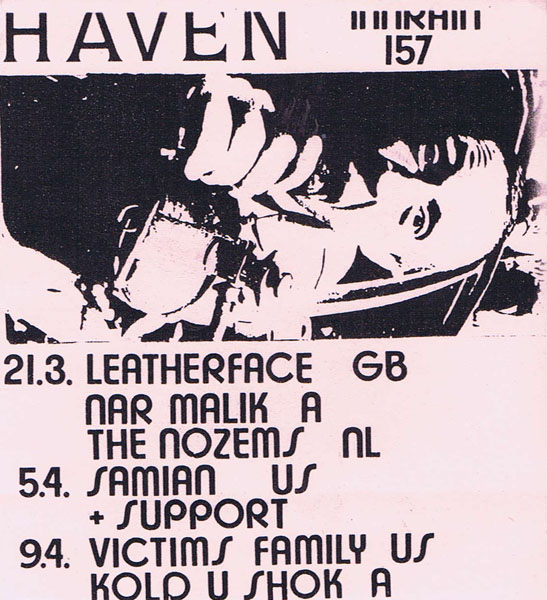 HAVEN
157
21.3. LEATHERFACE GB
NAR MALIK A
THE NOZEMS NL
5.4. SAMIAN US
+ SUPPORT
9.4. VICTIMS FAMILY US
KOLD U SHOK A